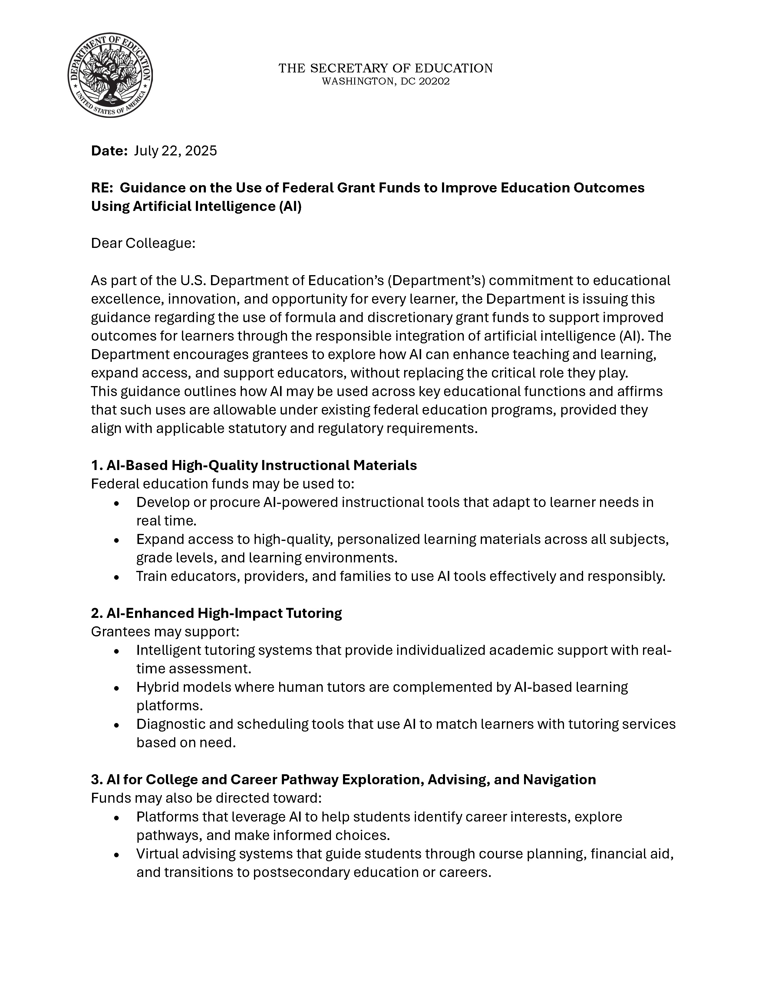 DEPARTMENT OF EDUCATION
UNITED STATES OF AMERICA
THE SECRETARY OF EDUCATION
WASHINGTON, DC 20202
Date: July 22, 2025
RE: Guidance on the Use of Federal Grant Funds to Improve Education Outcomes
Using Artificial Intelligence (AI)
Dear Colleague:
As part of the U.S. Department of Education’s (Department’s) commitment to educational
excellence, innovation, and opportunity for every learner, the Department is issuing this
guidance regarding the use of formula and discretionary grant funds to support improved
outcomes for learners through the responsible integration of artificial intelligence (AI). The
Department encourages grantees to explore how AI can enhance teaching and learning,
expand access, and support educators, without replacing the critical role they play.
This guidance outlines how AI may be used across key educational functions and affirms
that such uses are allowable under existing federal education programs, provided they
align with applicable statutory and regulatory requirements.
1. AI-Based High-Quality Instructional Materials
Federal education funds may be used to:
• Develop or procure AI-powered instructional tools that adapt to learner needs in
real time.
• Expand access to high-quality, personalized learning materials across all subjects,
grade levels, and learning environments.
• Train educators, providers, and families to use AI tools effectively and responsibly.
2. AI-Enhanced High-Impact Tutoring
Grantees may support:
• Intelligent tutoring systems that provide individualized academic support with real-
time assessment.
• Hybrid models where human tutors are complemented by AI-based learning
platforms.
• Diagnostic and scheduling tools that use AI to match learners with tutoring services
based on need.
3. AI for College and Career Pathway Exploration, Advising, and Navigation
Funds may also be directed toward:
• Platforms that leverage AI to help students identify career interests, explore
pathways, and make informed choices.
• Virtual advising systems that guide students through course planning, financial aid,
and transitions to postsecondary education or careers.